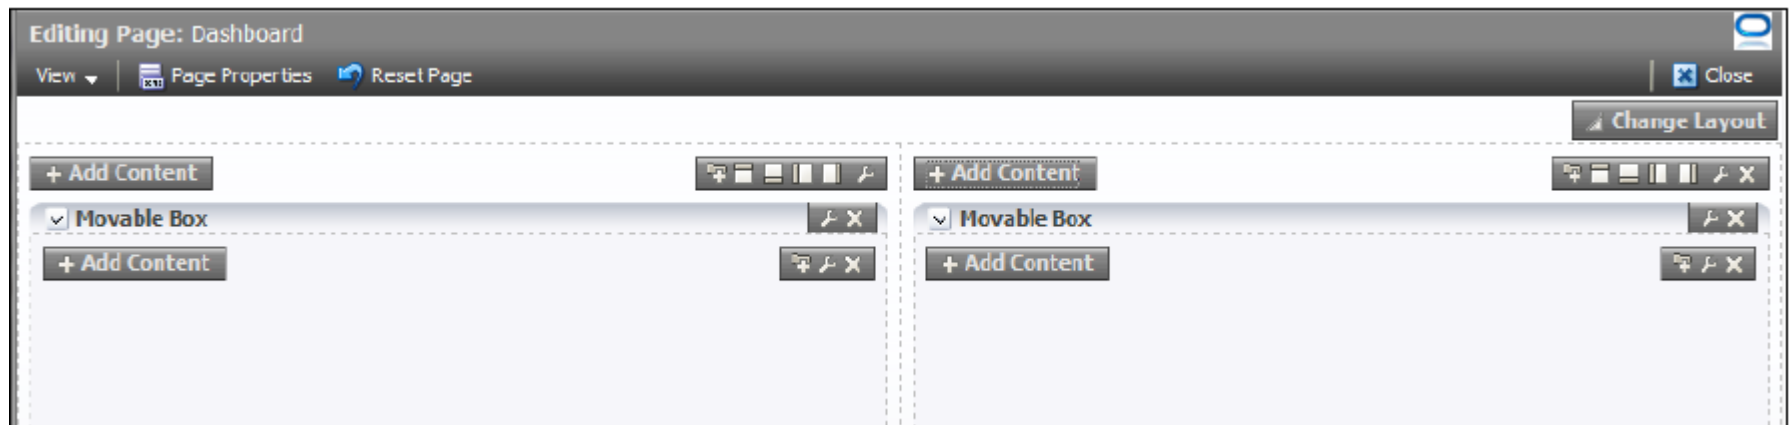 Editing Page: Dashboard
View Page Properties Reset Page Close
Change Layout
+ Add Content + Add Content
Movable Box Movable Box
+ Add Content + Add Content